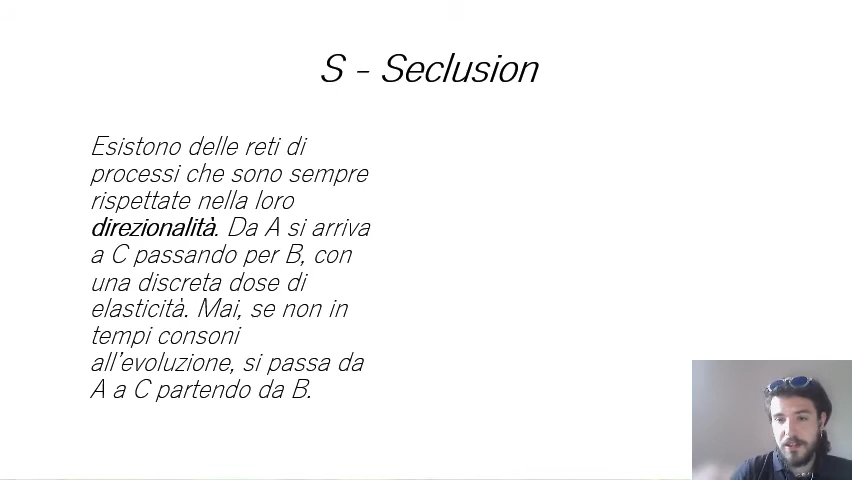 S - Seclusion
Esistono delle reti di
processi che sono sempre
rispettate nella loro
direzionalità. Da A si arriva
a C passando per B, con
una discreta dose di
elasticità. Mai, se non in
tempi consoni
all'evoluzione, si passa da
A a C partendo da B.